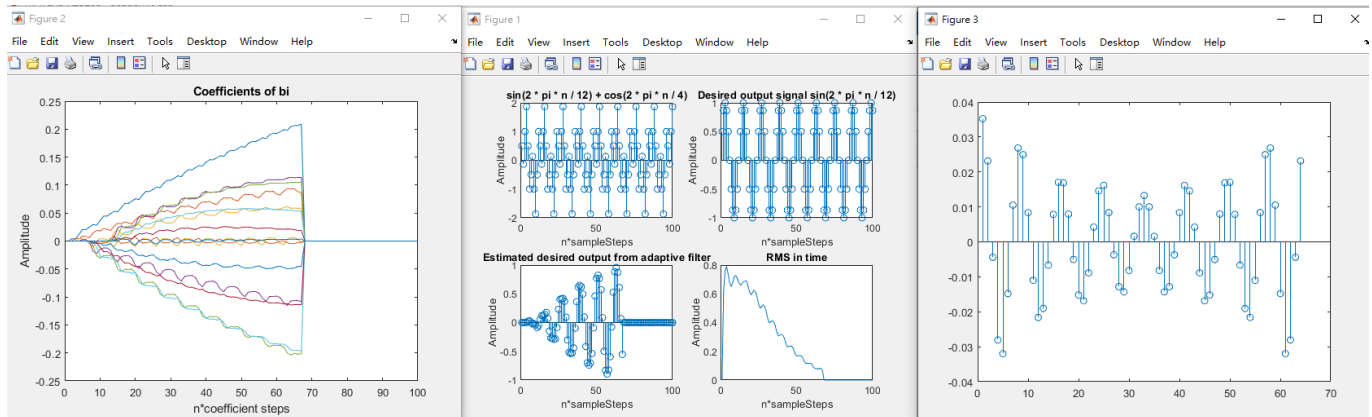 Figure 2
File Edit View Insert Tools Desktop Window Help
Coefficients of bi
Amplitude
0.25
0.2
0.15
0.1
0.05
0
-0.05
-0.1
-0.15
-0.2
-0.25
0 10 20 30 40 50 60 70 80 90 100
n*coefficient steps
Figure 1
File Edit View Insert Tools Desktop Window Help
sin(2 * pi * n / 12) + cos(2 * pi * n / 4)
Amplitude
2
1
0
-1
-2
0 50 100
n*sampleSteps
Desired output signal sin(2 * pi * n / 12)
Amplitude
1
0.5
0
-0.5
-1
0 50 100
n*sampleSteps
Estimated desired output from adaptive filter
Amplitude
1
0.5
0
-0.5
-1
0 50 100
n*sampleSteps
RMS in time
Amplitude
0.8
0.6
0.4
0.2
0
0 50 100
n*sampleSteps
Figure 3
File Edit View Insert Tools Desktop Window Help
0.04
0.03
0.02
0.01
0
-0.01
-0.02
-0.03
-0.04
0 10 20 30 40 50 60 70